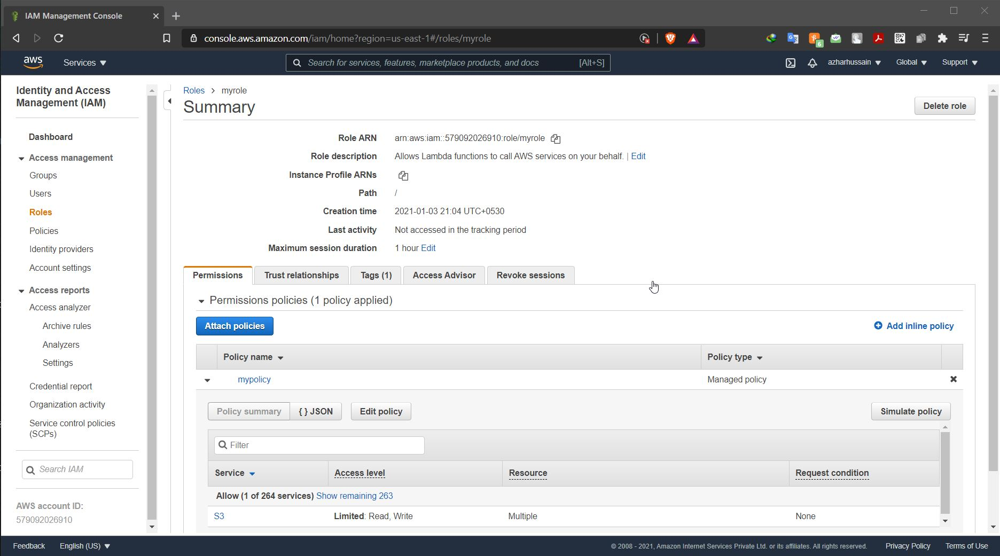 IAM Management Console
console.aws.amazon.com/iam/home?region=us-east-1#/roles/myrole
6
aws
Services
Search for services, features, marketplace products, and docs
[Alt+S]
azharhussain
Global
Support
Identity and Access
Management (IAM)
Dashboard
Access management
Groups
Users
Roles
Policies
Identity providers
Account settings
Access reports
Access analyzer
Archive rules
Analyzers
Settings
Credential report
Organization activity
Service control policies
(SCPs)
Search IAM
AWS account ID:
579092026910
Roles > myrole
Summary
Delete role
Role ARN arn:aws:iam::579092026910:role/myrole
Role description Allows Lambda functions to call AWS services on your behalf. | Edit
Instance Profile ARNs
Path /
Creation time 2021-01-03 21:04 UTC+0530
Last activity Not accessed in the tracking period
Maximum session duration 1 hour Edit
Permissions Trust relationships Tags (1) Access Advisor Revoke sessions
Permissions policies (1 policy applied)
Attach policies
Add inline policy
Policy name Policy type
mypolicy Managed policy
Policy summary { } JSON Edit policy Simulate policy
Filter
Service Access level Resource Request condition
Allow (1 of 264 services) Show remaining 263
S3 Limited: Read, Write Multiple None
Feedback English (US) © 2008 - 2021, Amazon Internet Services Private Ltd. or its affiliates. All rights reserved. Privacy Policy Terms of Use